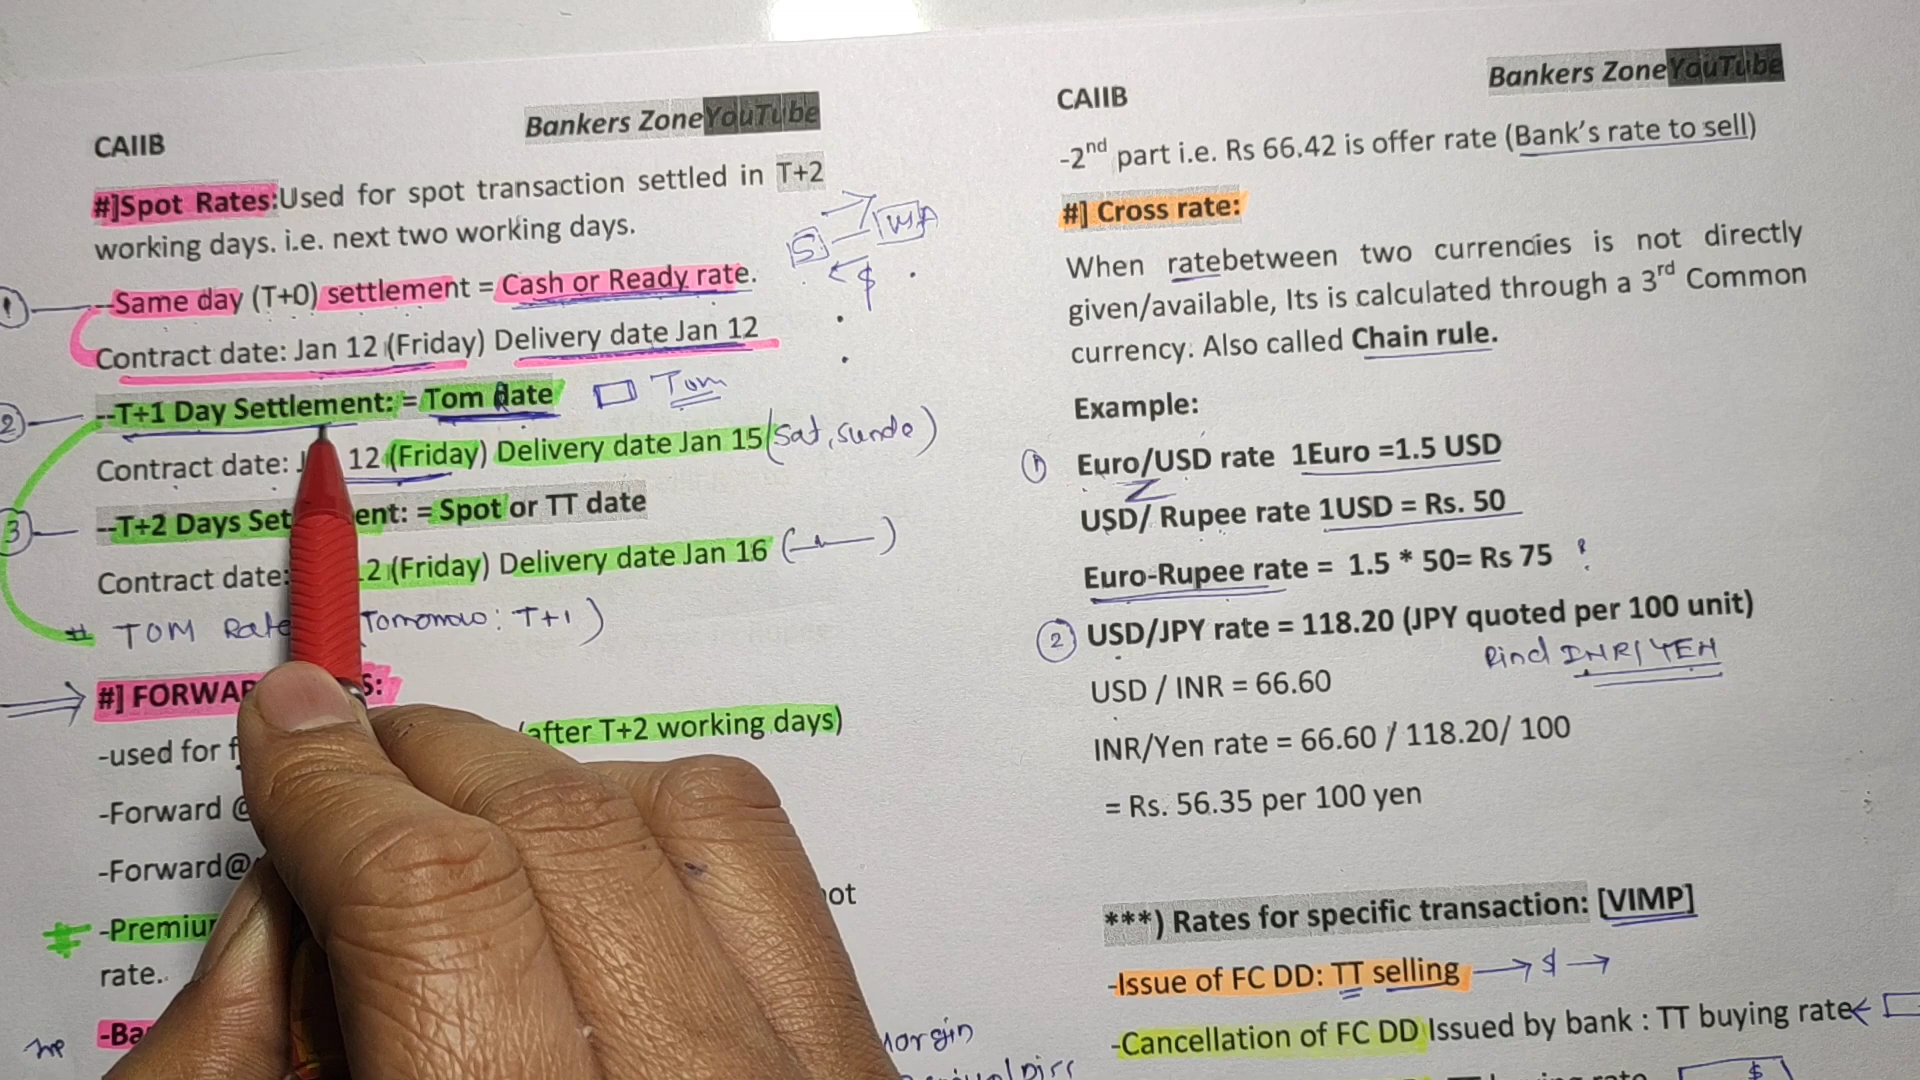 CAIIB
Bankers ZoneYouTube
#]Spot Rates:Used for spot transaction settled in T+2
working days. i.e. next two working days.
S
$
① --Same day (T+0) settlement = Cash or Ready rate.
Contract date: Jan 12 (Friday) Delivery date Jan 12
② --T+1 Day Settlement: = Tom date Tom
Contract date: 12 (Friday) Delivery date Jan 15 (Sat, Sunda)
③ --T+2 Days Set ent: = Spot or TT date
Contract date: 12 (Friday) Delivery date Jan 16
# TOM Rate Tomorrow: T+1)
#] FORWAR S:
-used for f (after T+2 working days)
-Forward @
-Forward@
ot
-Premiu
rate.
-Ba
CAIIB
Bankers ZoneYouTube
-2nd part i.e. Rs 66.42 is offer rate (Bank's rate to sell)
#] Cross rate:
When ratebetween two currencies is not directly
given/available, Its is calculated through a 3rd Common
currency. Also called Chain rule.
Example:
① Euro/USD rate 1Euro =1.5 USD
USD/ Rupee rate 1USD = Rs. 50
Euro-Rupee rate = 1.5 * 50= Rs 75 ?
② USD/JPY rate = 118.20 (JPY quoted per 100 unit)
Find INR/YEN
USD / INR = 66.60
INR/Yen rate = 66.60 / 118.20/ 100
= Rs. 56.35 per 100 yen
***) Rates for specific transaction: [VIMP]
-Issue of FC DD: TT selling → $ →
-Cancellation of FC DD Issued by bank : TT buying rate
$